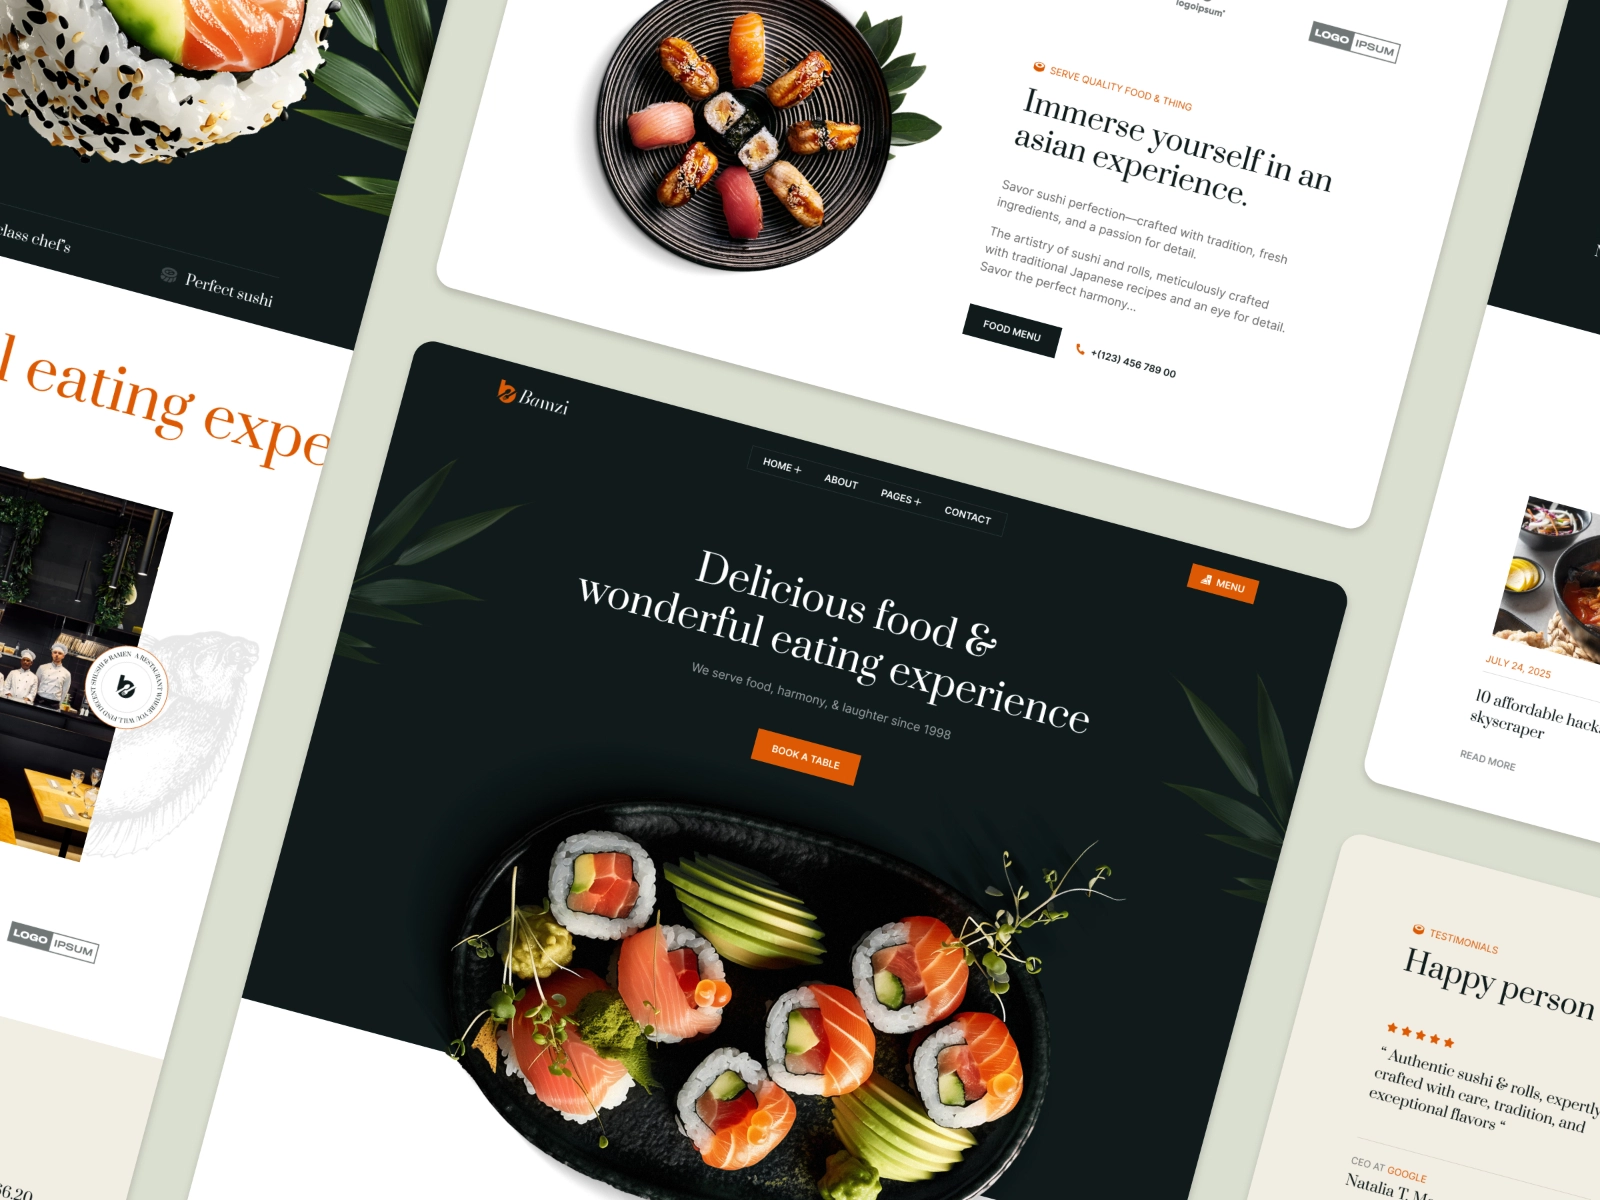 class chef's
Perfect sushi
eating expe
A RESTAURANT WHERE YOU WILL FIND DECENT SHUSHI & RAMEN
LOGO IPSUM
66.20
logoipsum
LOGO IPSUM
SERVE QUALITY FOOD & THING
Immerse yourself in an
asian experience.
Savor sushi perfection—crafted with tradition, fresh
ingredients, and a passion for detail.
The artistry of sushi and rolls, meticulously crafted
with traditional Japanese recipes and an eye for detail.
Savor the perfect harmony...
FOOD MENU
+(123) 456 789 00
Bamzi
HOME +
ABOUT
PAGES +
CONTACT
MENU
Delicious food &
wonderful eating experience
We serve food, harmony, & laughter since 1998
BOOK A TABLE
JULY 24, 2025
10 affordable hack
skyscraper
READ MORE
TESTIMONIALS
Happy person
“ Authentic sushi & rolls, expertly
crafted with care, tradition, and
exceptional flavors “
CEO AT GOOGLE
Natalia T. M